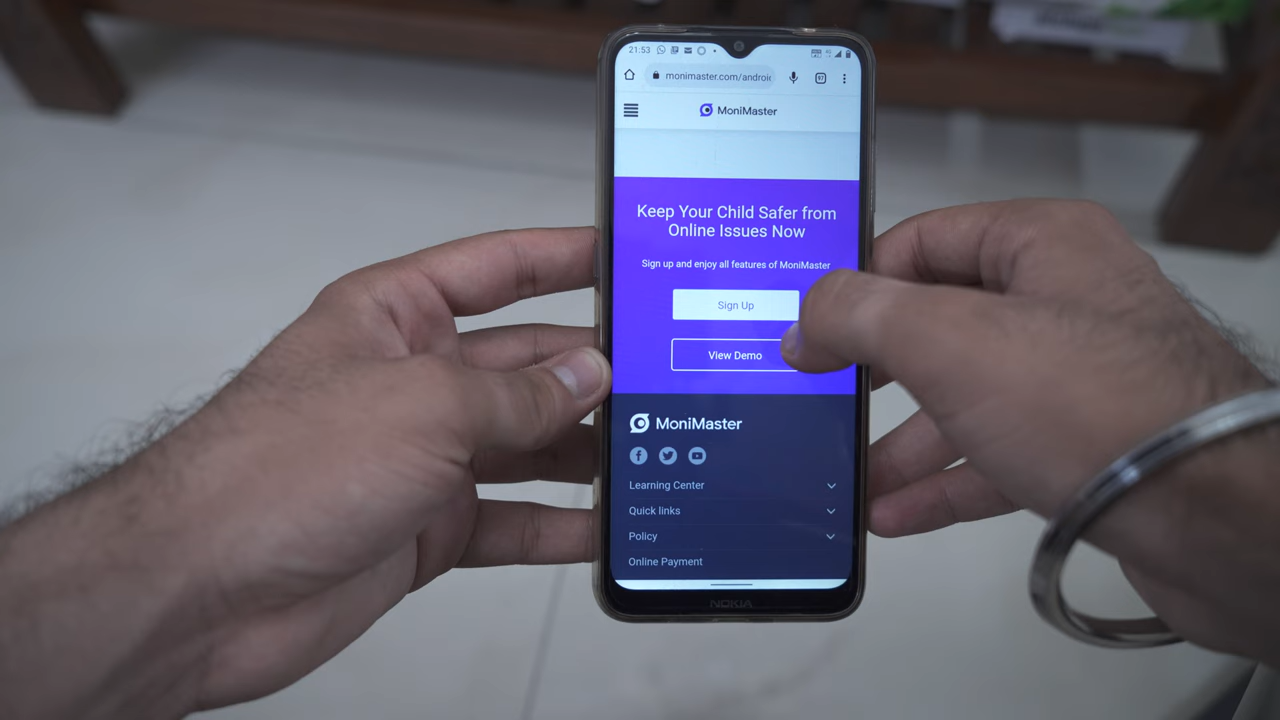 21:53
monimaster.com/androi
97
MoniMaster
Keep Your Child Safer from
Online Issues Now
Sign up and enjoy all features of MoniMaster
Sign Up
View Demo
MoniMaster
Learning Center
Quick links
Policy
Online Payment
NOKIA